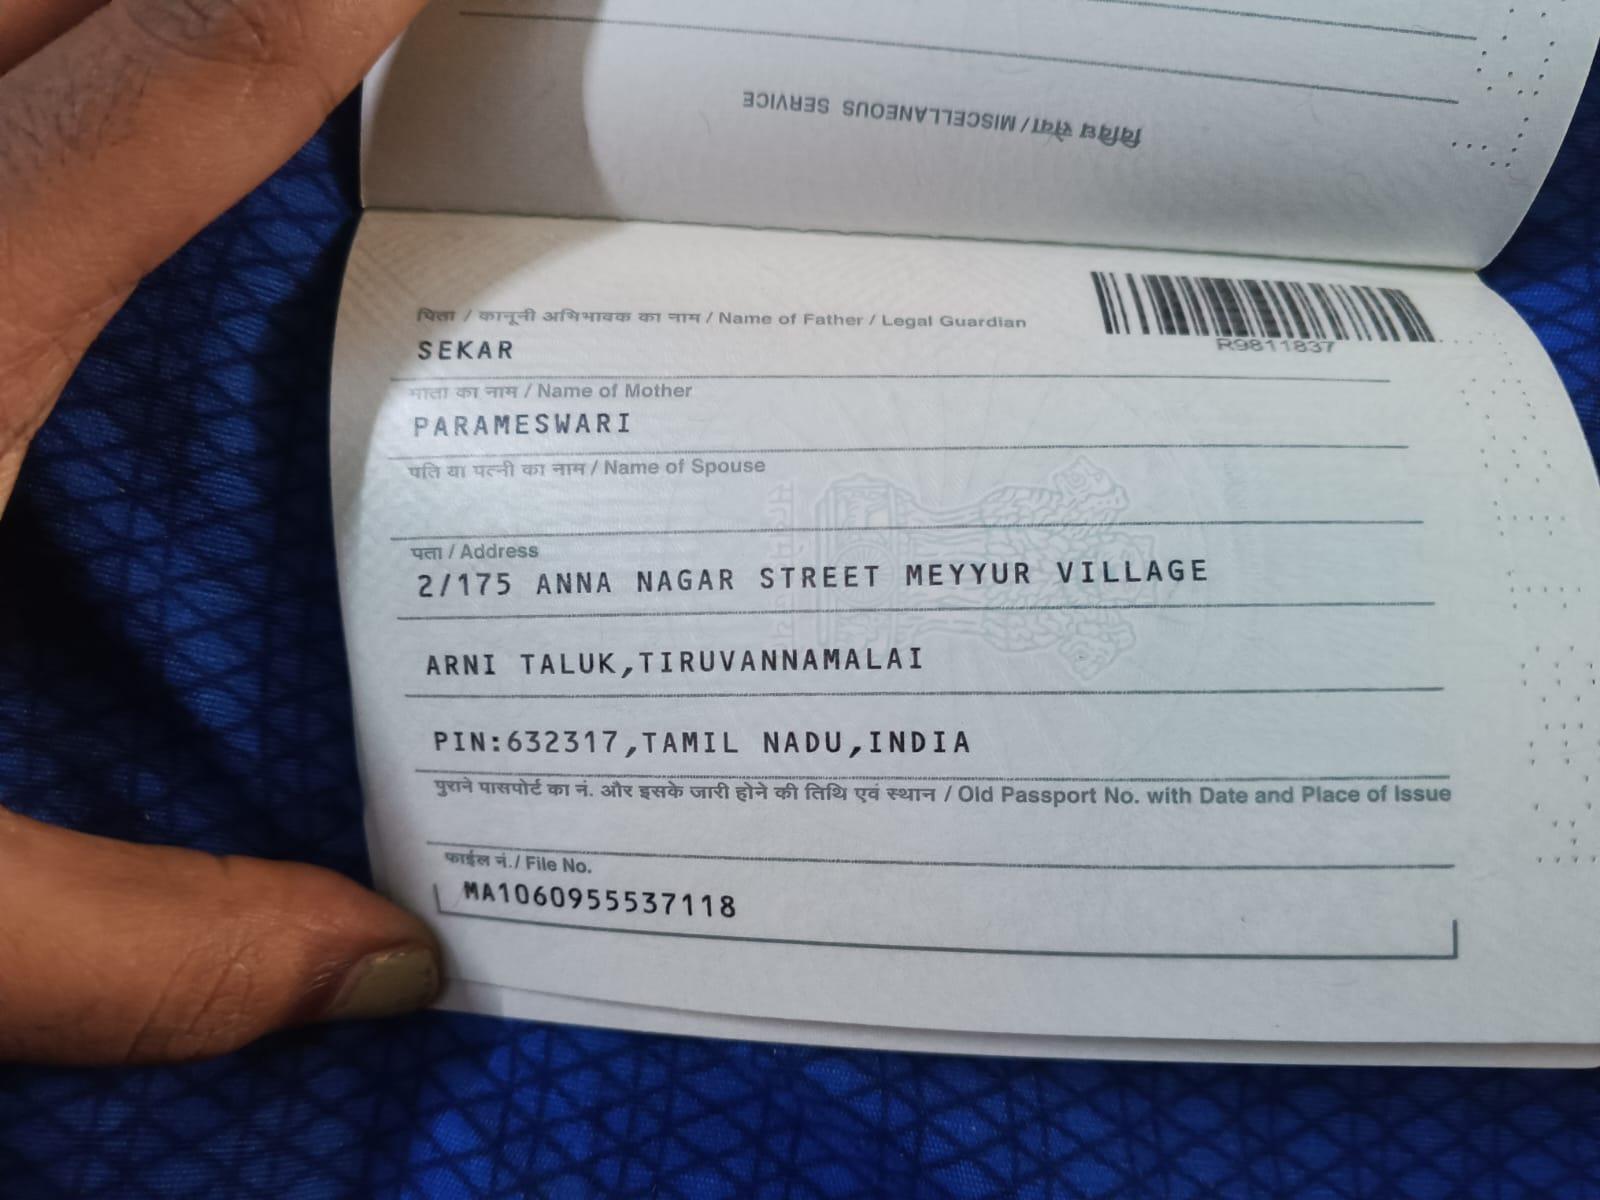 विविध सेवा / MISCELLANEOUS SERVICE
पिता / कानूनी अभिभावक का नाम / Name of Father / Legal Guardian
SEKAR
R9811837
माता का नाम / Name of Mother
PARAMESWARI
पति या पत्नी का नाम / Name of Spouse
पता / Address
2/175 ANNA NAGAR STREET MEYYUR VILLAGE
ARNI TALUK,TIRUVANNAMALAI
PIN:632317,TAMIL NADU,INDIA
पुराने पासपोर्ट का नं. और इसके जारी होने की तिथि एवं स्थान / Old Passport No. with Date and Place of Issue
फाईल नं./ File No.
MA1060955537118